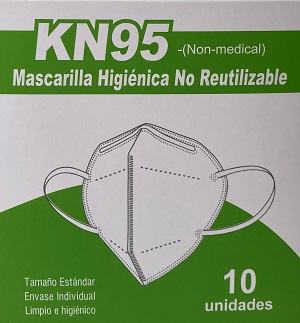 KN95 -(Non-medical)
Mascarilla Higiénica No Reutilizable
Tamaño Estándar
Envase Individual
Limpio e higiénico
10
unidades